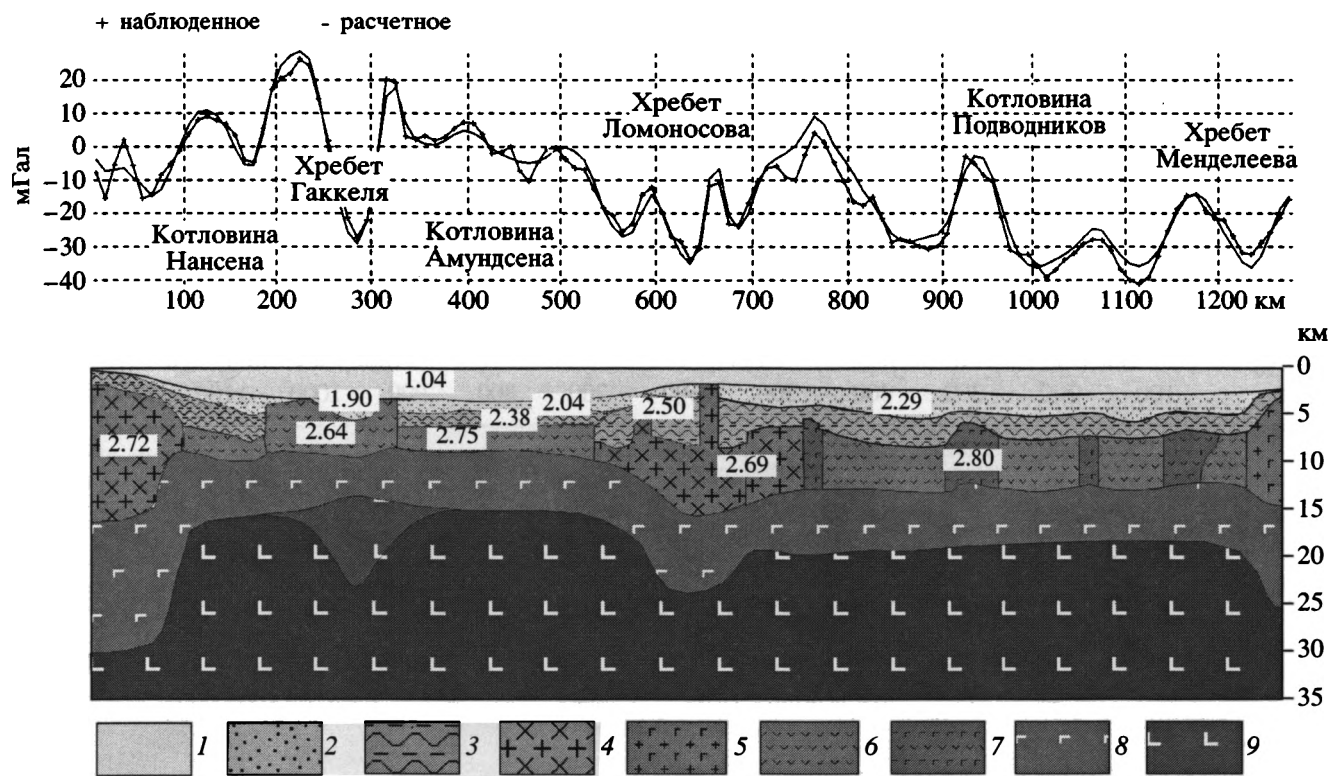 + наблюденное - расчетное
мГал
20
10
0
−10
−20
−30
−40
Хребет
Гаккеля
Котловина
Нансена
Котловина
Амундсена
Хребет
Ломоносова
Котловина
Подводников
Хребет
Менделеева
100 200 300 400 500 600 700 800 900 1000 1100 1200 км
км
0
5
10
15
20
25
30
35
1.04
1.90 2.04 2.50 2.29
2.38
2.72 2.64 2.75
2.69 2.80
1 2 3 4 5 6 7 8 9